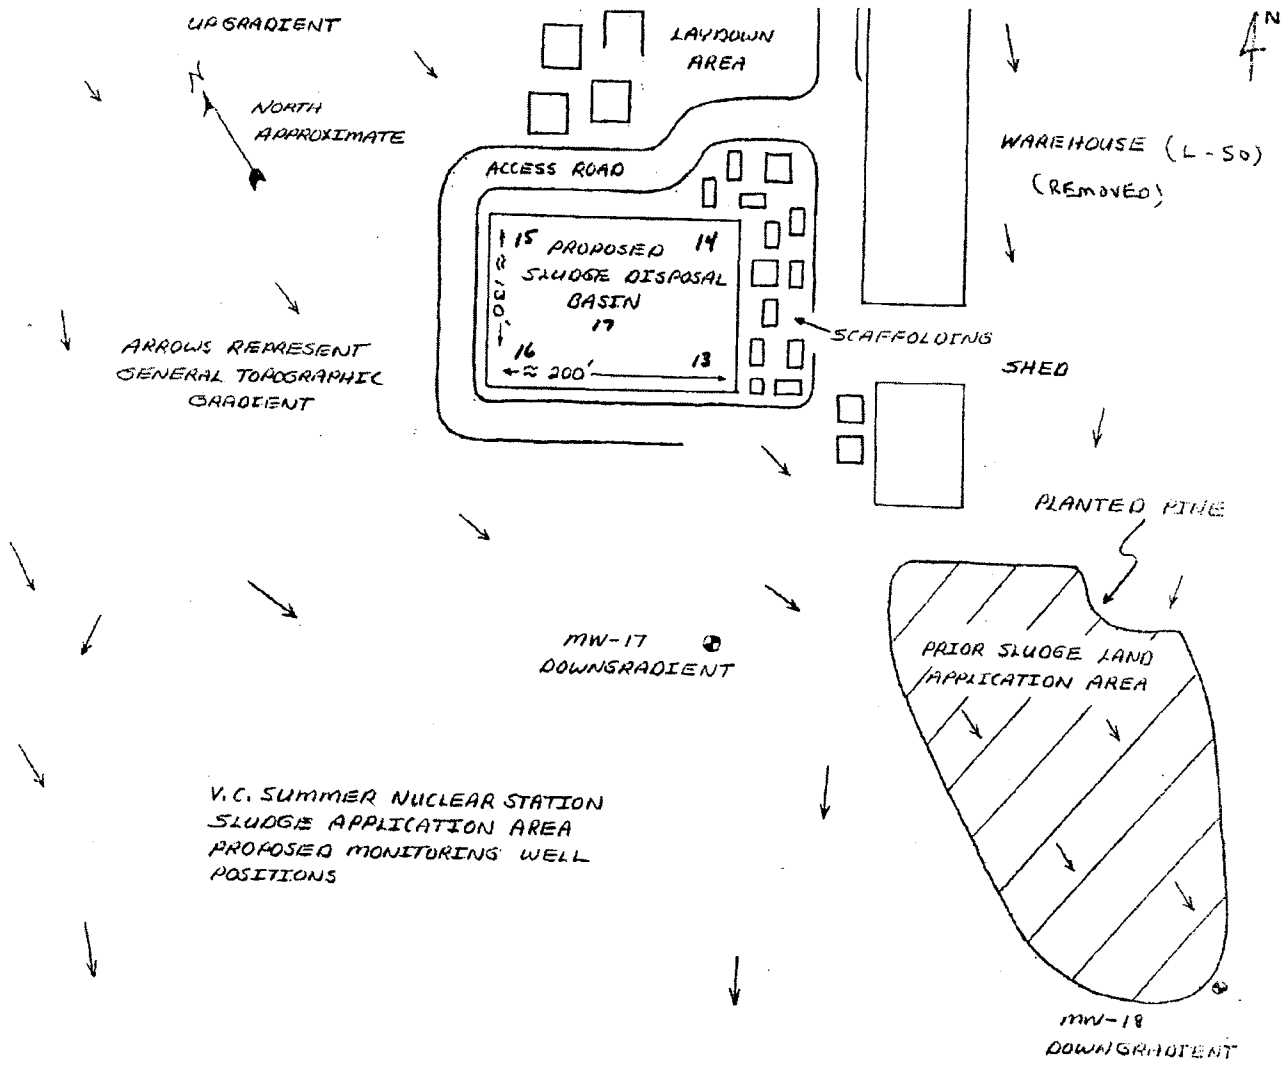 UPGRADIENT
N
NORTH
APPROXIMATE
LAYDOWN
AREA
N
ACCESS ROAD
WAREHOUSE (L-50)
(REMOVED)
15
14
PROPOSED
SLUDGE DISPOSAL
BASIN
17
≈ 130'
16
13
≈ 200'
SCAFFOLDING
SHED
ARROWS REPRESENT
GENERAL TOPOGRAPHIC
GRADIENT
PLANTED PINE
MW-17
DOWNGRADIENT
PRIOR SLUDGE LAND
APPLICATION AREA
V.C. SUMMER NUCLEAR STATION
SLUDGE APPLICATION AREA
PROPOSED MONITORING WELL
POSITIONS
MW-18
DOWNGRADIENT